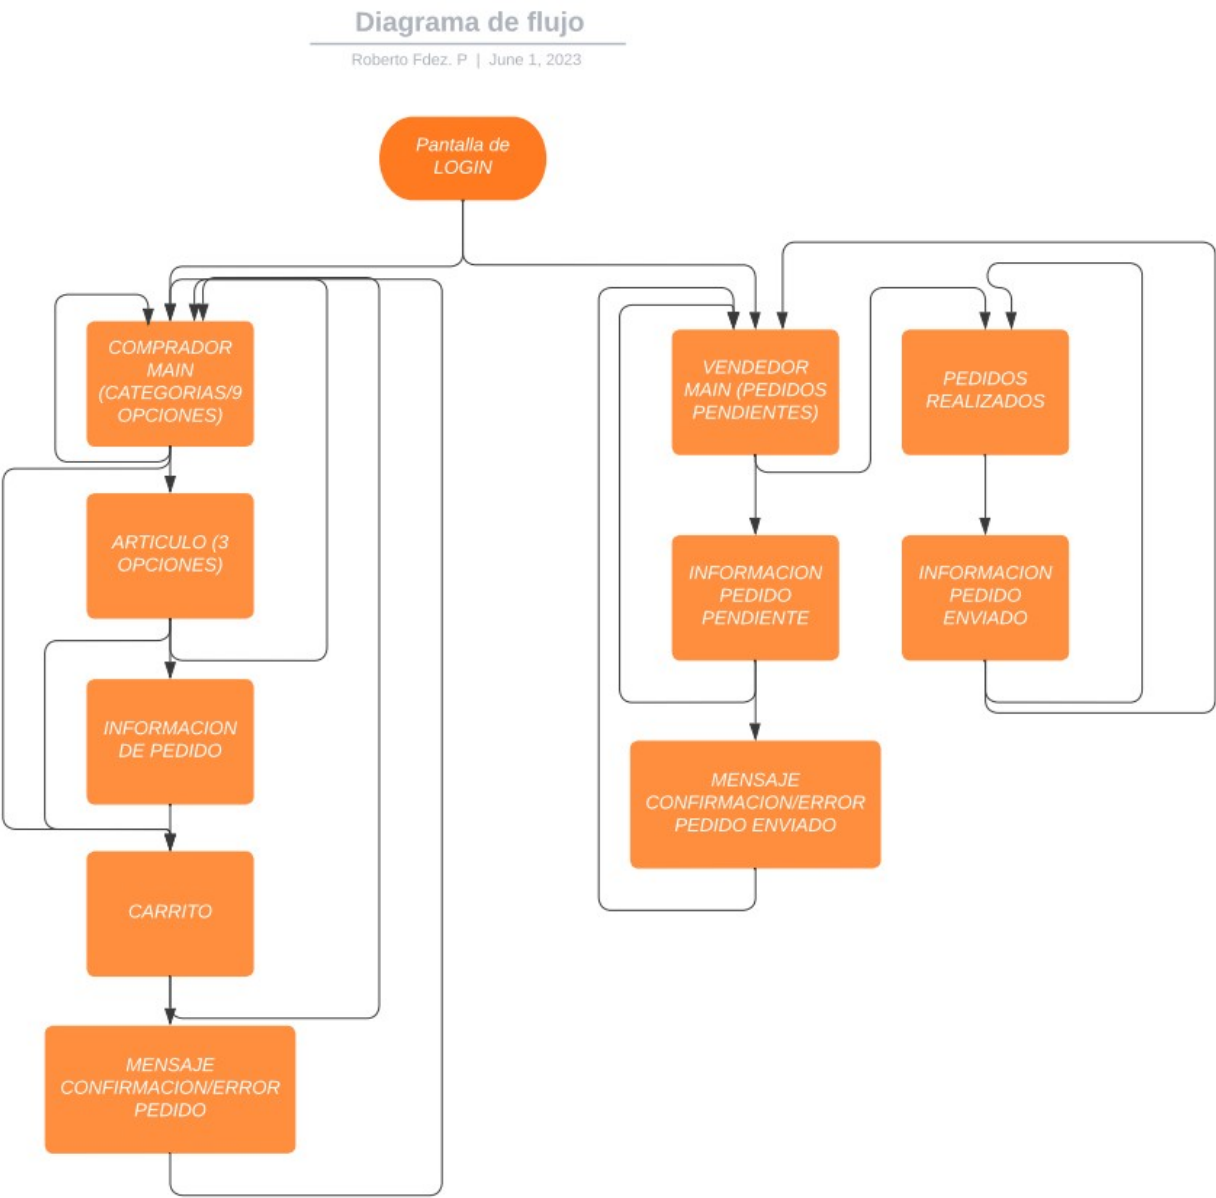 Diagrama de flujo
Roberto Fdez. P | June 1, 2023
Pantalla de
LOGIN
COMPRADOR
MAIN
(CATEGORIAS/9
OPCIONES)
ARTICULO (3
OPCIONES)
INFORMACION
DE PEDIDO
CARRITO
MENSAJE
CONFIRMACION/ERROR
PEDIDO
VENDEDOR
MAIN (PEDIDOS
PENDIENTES)
INFORMACION
PEDIDO
PENDIENTE
MENSAJE
CONFIRMACION/ERROR
PEDIDO ENVIADO
PEDIDOS
REALIZADOS
INFORMACION
PEDIDO
ENVIADO